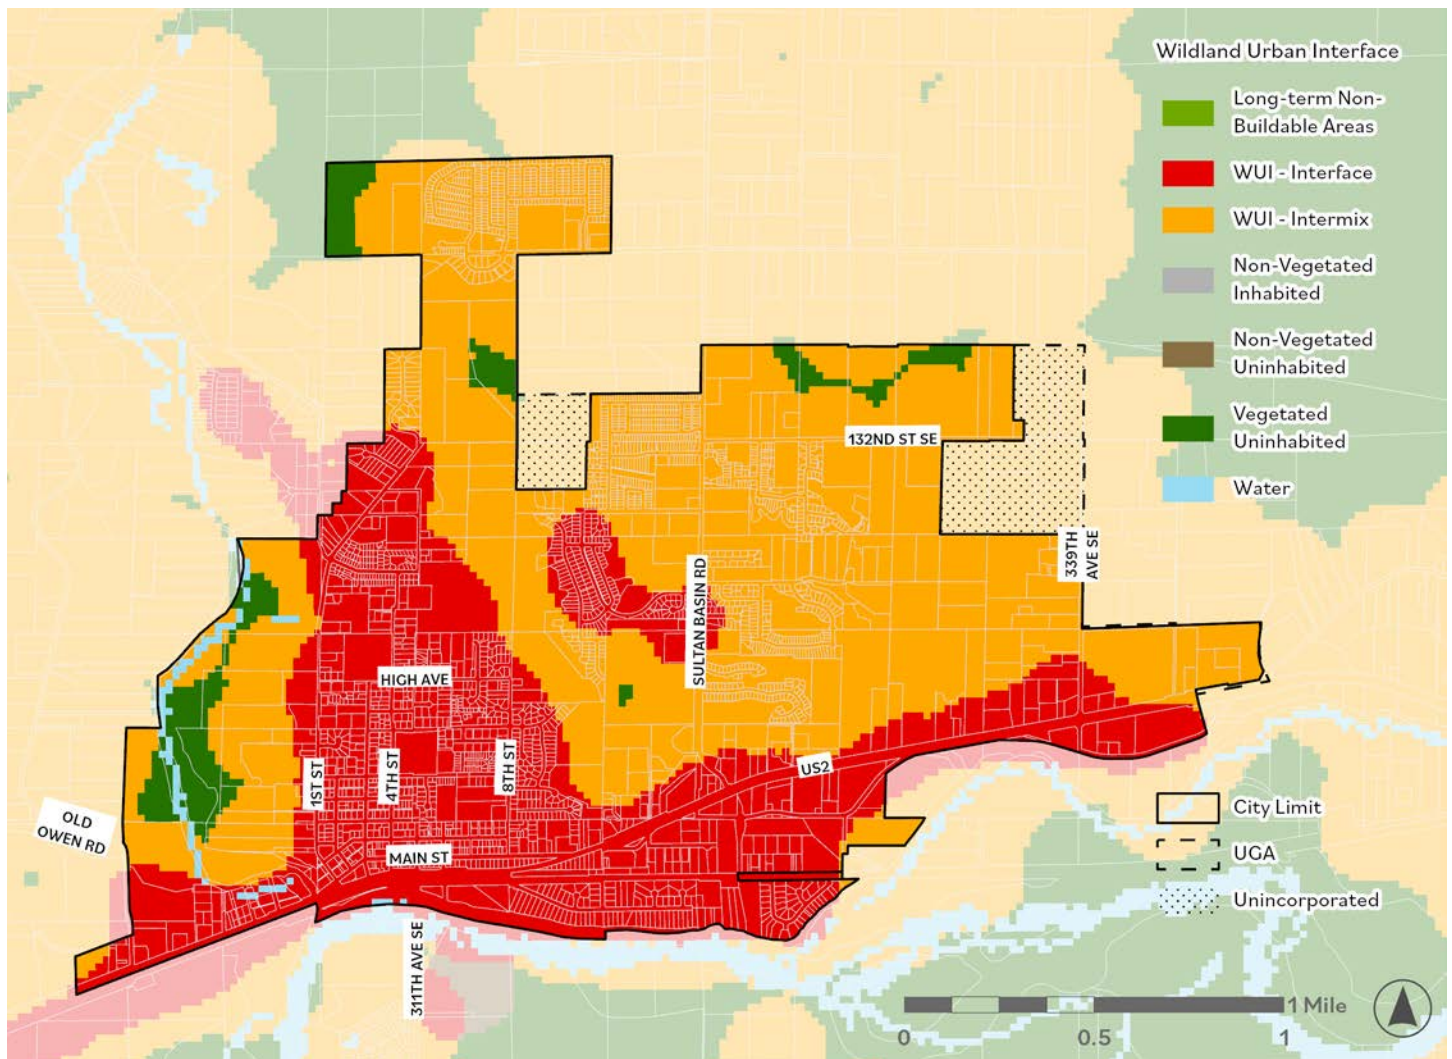 Wildland Urban Interface
Long-term Non-
Buildable Areas
WUI - Interface
WUI - Intermix
Non-Vegetated
Inhabited
Non-Vegetated
Uninhabited
Vegetated
Uninhabited
Water
132ND ST SE
339TH
AVE SE
SULTAN BASIN RD
HIGH AVE
1ST ST
4TH ST
8TH ST
US2
OLD
OWEN RD
MAIN ST
311TH AVE SE
City Limit
UGA
Unincorporated
1 Mile
0
0.5
1